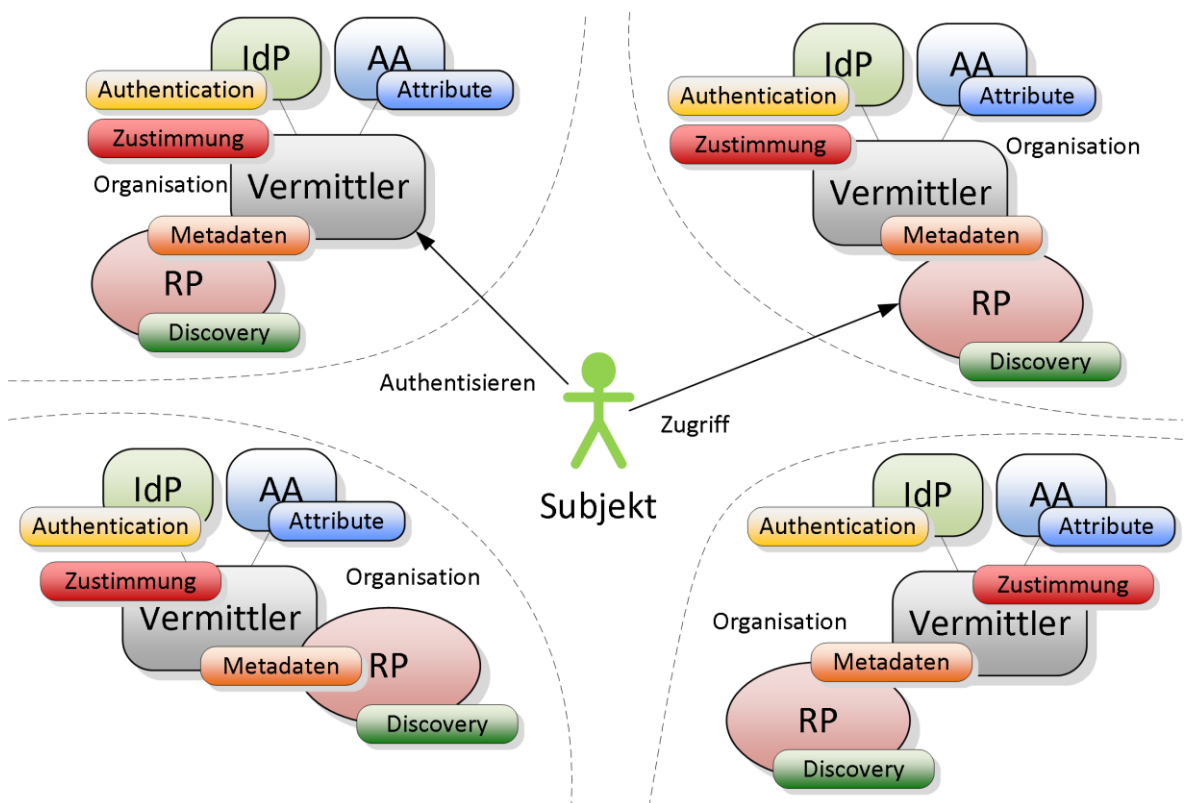 IdP
AA
Authentication
Attribute
Zustimmung
Organisation
Vermittler
Metadaten
RP
Discovery
IdP
AA
Authentication
Attribute
Zustimmung
Organisation
Vermittler
Metadaten
RP
Discovery
Authentisieren
Zugriff
Subjekt
IdP
AA
Authentication
Attribute
Zustimmung
Organisation
Vermittler
Metadaten
RP
Discovery
IdP
AA
Authentication
Attribute
Zustimmung
Organisation
Vermittler
Metadaten
RP
Discovery